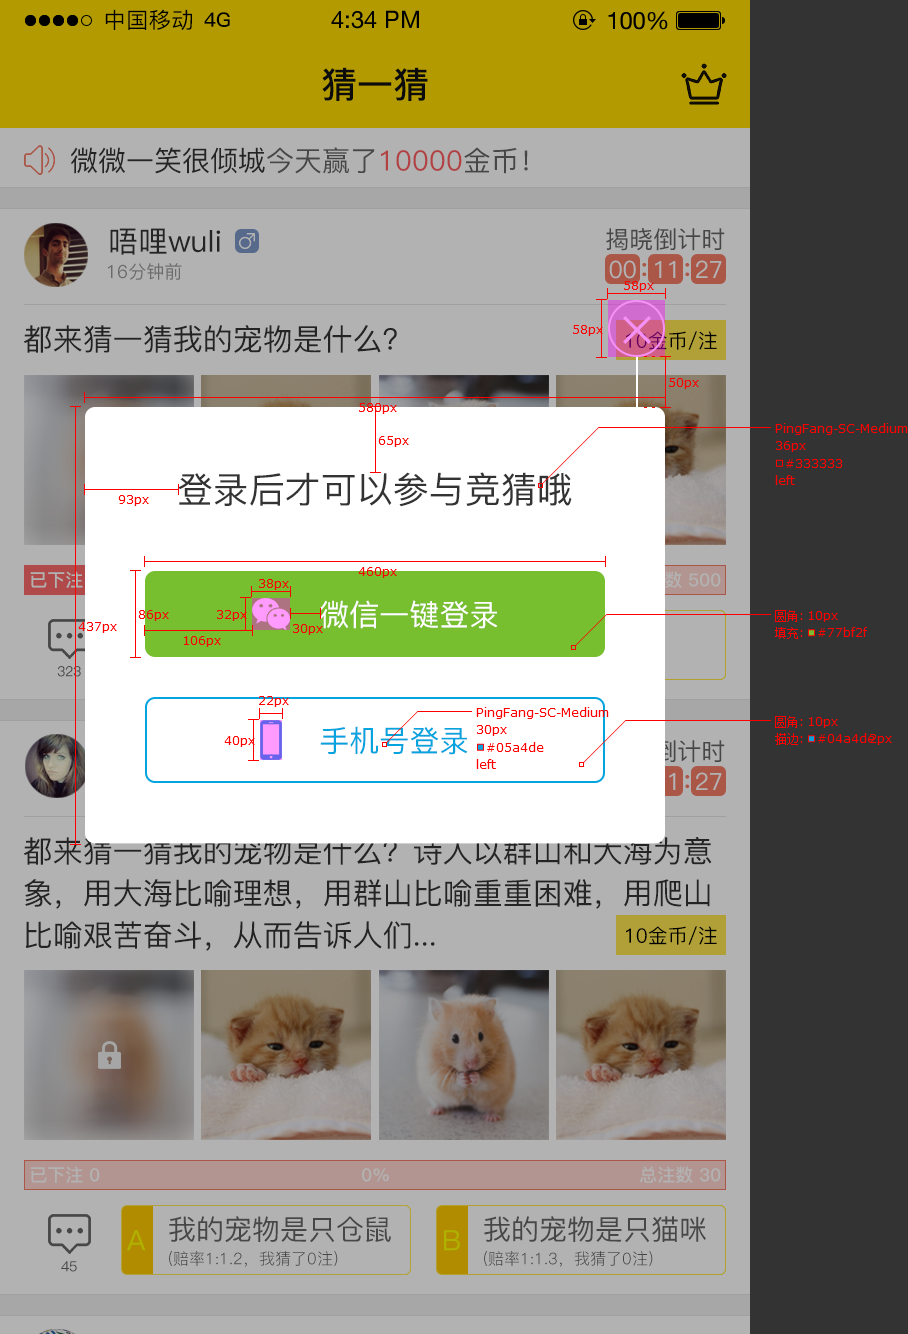 中国移动 4G 4:34 PM 100%
猜一猜
微微一笑很倾城今天赢了10000金币!
唔哩wuli
16分钟前
揭晓倒计时
00:11:27
58px
58px
都来猜一猜我的宠物是什么?
10金币/注
50px
580px
65px
PingFang-SC-Medium
36px
#333333
left
登录后才可以参与竞猜哦
93px
460px
已下注
数 500
38px
32px
86px
微信一键登录
30px
106px
437px
圆角: 10px
填充: #77bf2f
323
22px
40px
手机号登录
PingFang-SC-Medium
30px
#05a4de
left
圆角: 10px
描边: #04a4de 2px
到计时
1:27
都来猜一猜我的宠物是什么? 诗人以群山和大海为意
象，用大海比喻理想，用群山比喻重重困难，用爬山
比喻艰苦奋斗，从而告诉人们...
10金币/注
已下注 0 0% 总注数 30
45
A 我的宠物是只仓鼠
(赔率1:1.2，我猜了0注)
B 我的宠物是只猫咪
(赔率1:1.3，我猜了0注)